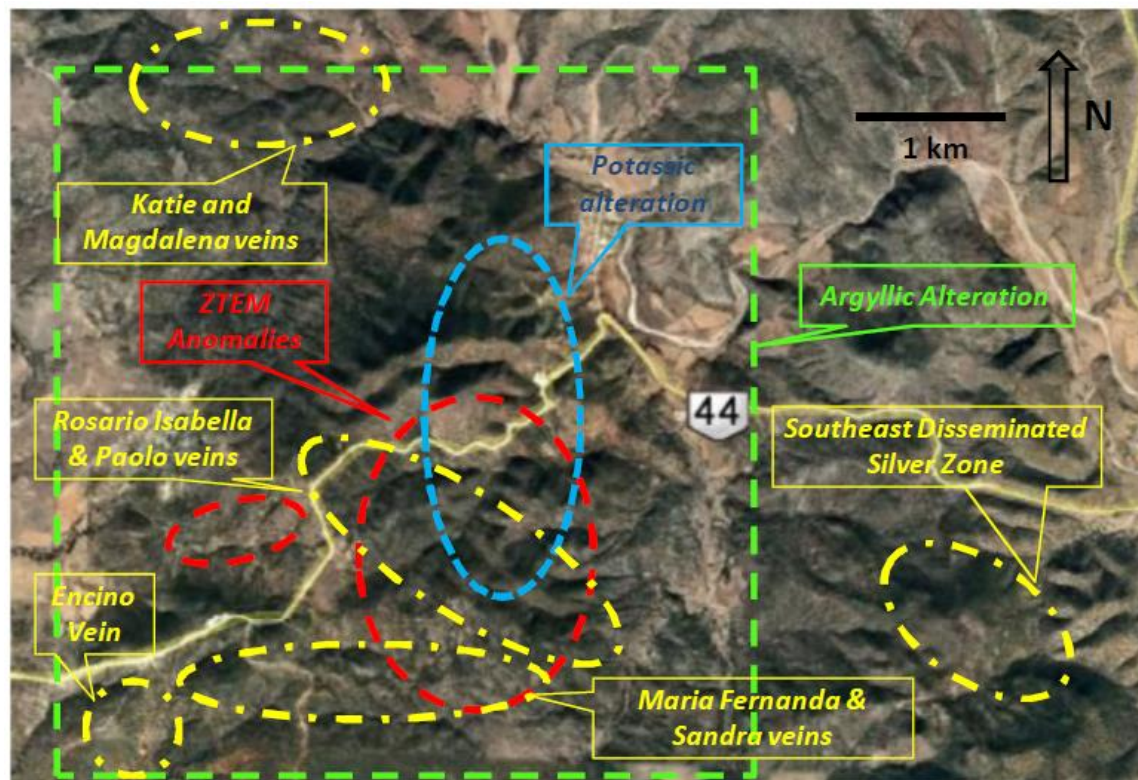 N
1 km
Potassic
alteration
Katie and
Magdalena veins
ZTEM
Anomalies
Argyllic Alteration
Rosario Isabella
& Paolo veins
44
Southeast Disseminated
Silver Zone
Encino
Vein
Maria Fernanda &
Sandra veins